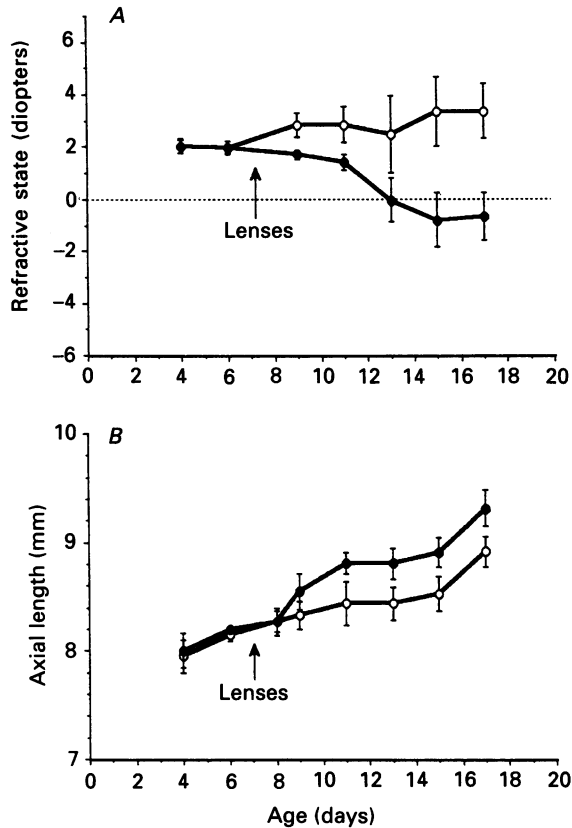 A
Refractive state (diopters)
6
4
2
0
−2
−4
−6
Lenses
0 2 4 6 8 10 12 14 16 18 20
B
Axial length (mm)
10
9
8
7
Lenses
0 2 4 6 8 10 12 14 16 18 20
Age (days)